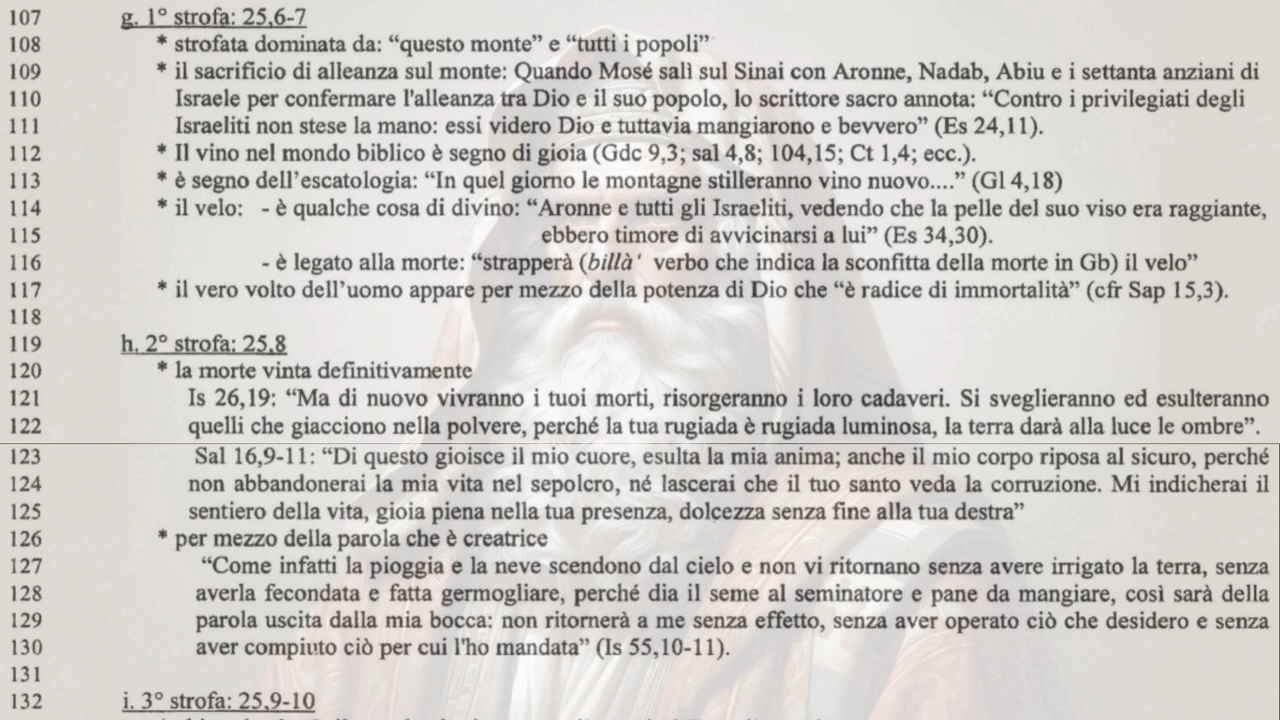 107 g. 1° strofa: 25,6-7
108 * strofata dominata da: “questo monte” e “tutti i popoli”
109 * il sacrificio di alleanza sul monte: Quando Mosé salì sul Sinai con Aronne, Nadab, Abiu e i settanta anziani di
110 Israele per confermare l'alleanza tra Dio e il suo popolo, lo scrittore sacro annota: “Contro i privilegiati degli
111 Israeliti non stese la mano: essi videro Dio e tuttavia mangiarono e bevvero” (Es 24,11).
112 * Il vino nel mondo biblico è segno di gioia (Gdc 9,3; sal 4,8; 104,15; Ct 1,4; ecc.).
113 * è segno dell’escatologia: “In quel giorno le montagne stilleranno vino nuovo....” (Gl 4,18)
114 * il velo: - è qualche cosa di divino: “Aronne e tutti gli Israeliti, vedendo che la pelle del suo viso era raggiante,
115 ebbero timore di avvicinarsi a lui” (Es 34,30).
116 - è legato alla morte: “strapperà (billà‘ verbo che indica la sconfitta della morte in Gb) il velo”
117 * il vero volto dell’uomo appare per mezzo della potenza di Dio che “è radice di immortalità” (cfr Sap 15,3).
118
119 h. 2° strofa: 25,8
120 * la morte vinta definitivamente
121 Is 26,19: “Ma di nuovo vivranno i tuoi morti, risorgeranno i loro cadaveri. Si sveglieranno ed esulteranno
122 quelli che giacciono nella polvere, perché la tua rugiada è rugiada luminosa, la terra darà alla luce le ombre”.
123 Sal 16,9-11: “Di questo gioisce il mio cuore, esulta la mia anima; anche il mio corpo riposa al sicuro, perché
124 non abbandonerai la mia vita nel sepolcro, né lascerai che il tuo santo veda la corruzione. Mi indicherai il
125 sentiero della vita, gioia piena nella tua presenza, dolcezza senza fine alla tua destra”
126 * per mezzo della parola che è creatrice
127 “Come infatti la pioggia e la neve scendono dal cielo e non vi ritornano senza avere irrigato la terra, senza
128 averla fecondata e fatta germogliare, perché dia il seme al seminatore e pane da mangiare, così sarà della
129 parola uscita dalla mia bocca: non ritornerà a me senza effetto, senza aver operato ciò che desidero e senza
130 aver compiuto ciò per cui l'ho mandata” (Is 55,10-11).
131
132 i. 3° strofa: 25,9-10